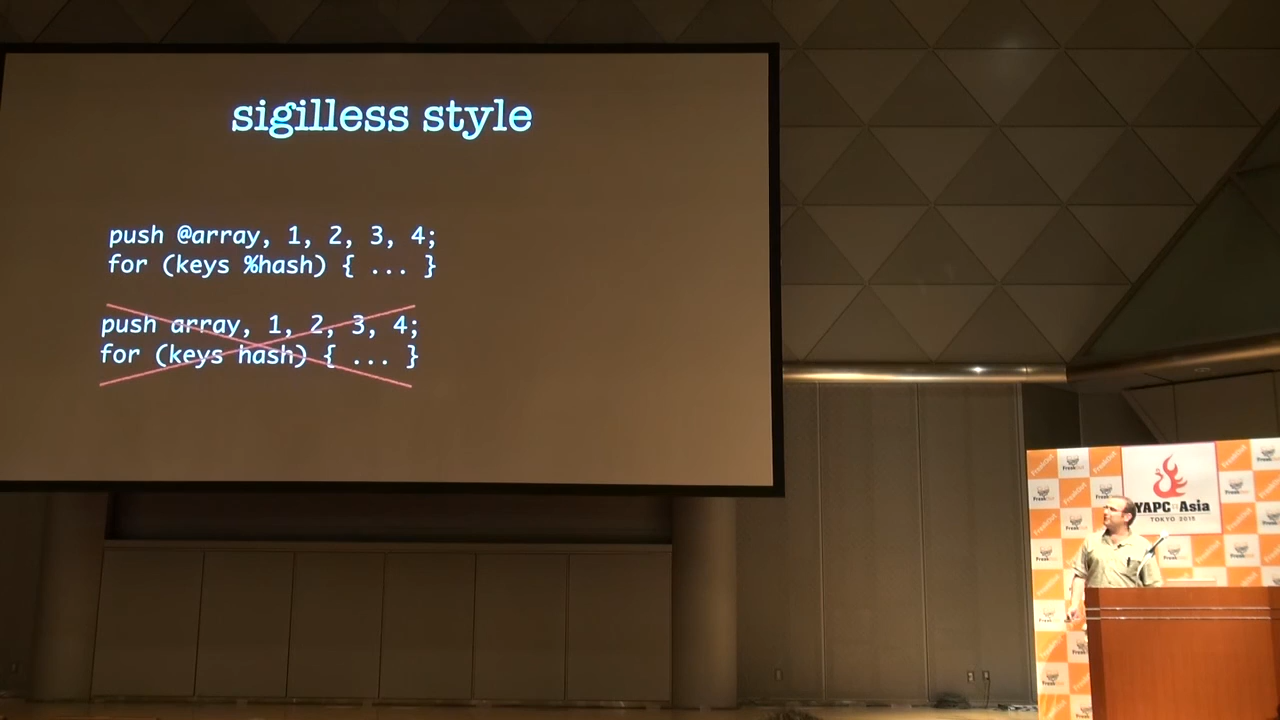 sigilless style
push @array, 1, 2, 3, 4;
for (keys %hash) { ... }
push array, 1, 2, 3, 4;
for (keys hash) { ... }
YAPC::Asia
TOKYO 2015
FreakOut